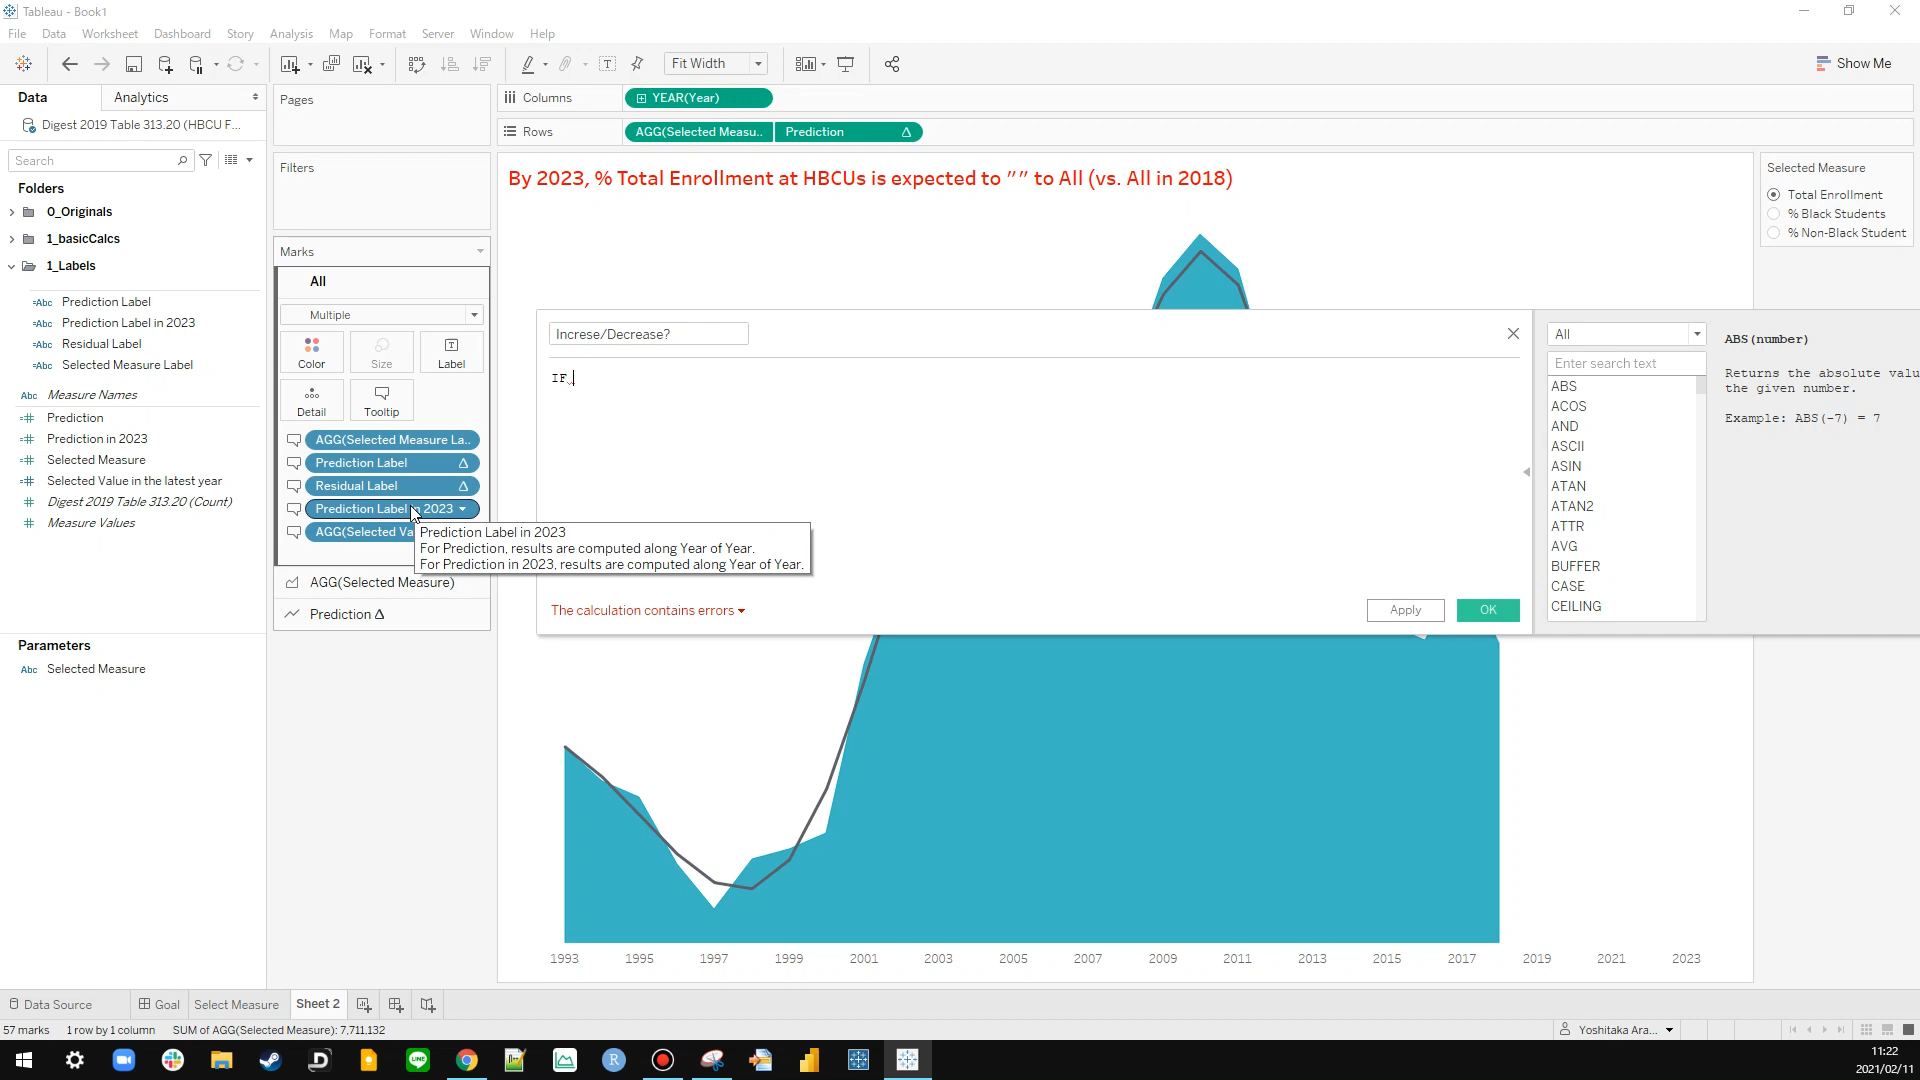 Tableau - Book1
File Data Worksheet Dashboard Story Analysis Map Format Server Window Help
Fit Width
Show Me
Data Analytics
Digest 2019 Table 313.20 (HBCU F...
Search
Folders
0_Originals
1_basicCalcs
1_Labels
=Abc Prediction Label
=Abc Prediction Label in 2023
=Abc Residual Label
=Abc Selected Measure Label
Abc Measure Names
=# Prediction
=# Prediction in 2023
=# Selected Measure
=# Selected Value in the latest year
# Digest 2019 Table 313.20 (Count)
# Measure Values
Parameters
Abc Selected Measure
Pages
Filters
Marks
All
Multiple
Color Size Label
Detail Tooltip
AGG(Selected Measure La..
Prediction Label Δ
Residual Label Δ
Prediction Label in 2023
AGG(Selected Va
AGG(Selected Measure)
Prediction Δ
Columns YEAR(Year)
Rows AGG(Selected Measu.. Prediction Δ
By 2023, % Total Enrollment at HBCUs is expected to "" to All (vs. All in 2018)
Selected Measure
Total Enrollment
% Black Students
% Non-Black Student
Increse/Decrease?
IF
Prediction Label in 2023
For Prediction, results are computed along Year of Year.
For Prediction in 2023, results are computed along Year of Year.
The calculation contains errors
Apply OK
All
Enter search text
ABS
ACOS
AND
ASCII
ASIN
ATAN
ATAN2
ATTR
AVG
BUFFER
CASE
CEILING
ABS(number)
Returns the absolute valu
the given number.
Example: ABS(-7) = 7
1993 1995 1997 1999 2001 2003 2005 2007 2009 2011 2013 2015 2017 2019 2021 2023
Data Source Goal Select Measure Sheet 2
57 marks 1 row by 1 column SUM of AGG(Selected Measure): 7,711,132
Yoshitaka Ara...
LINE
R
11:22
2021/02/11